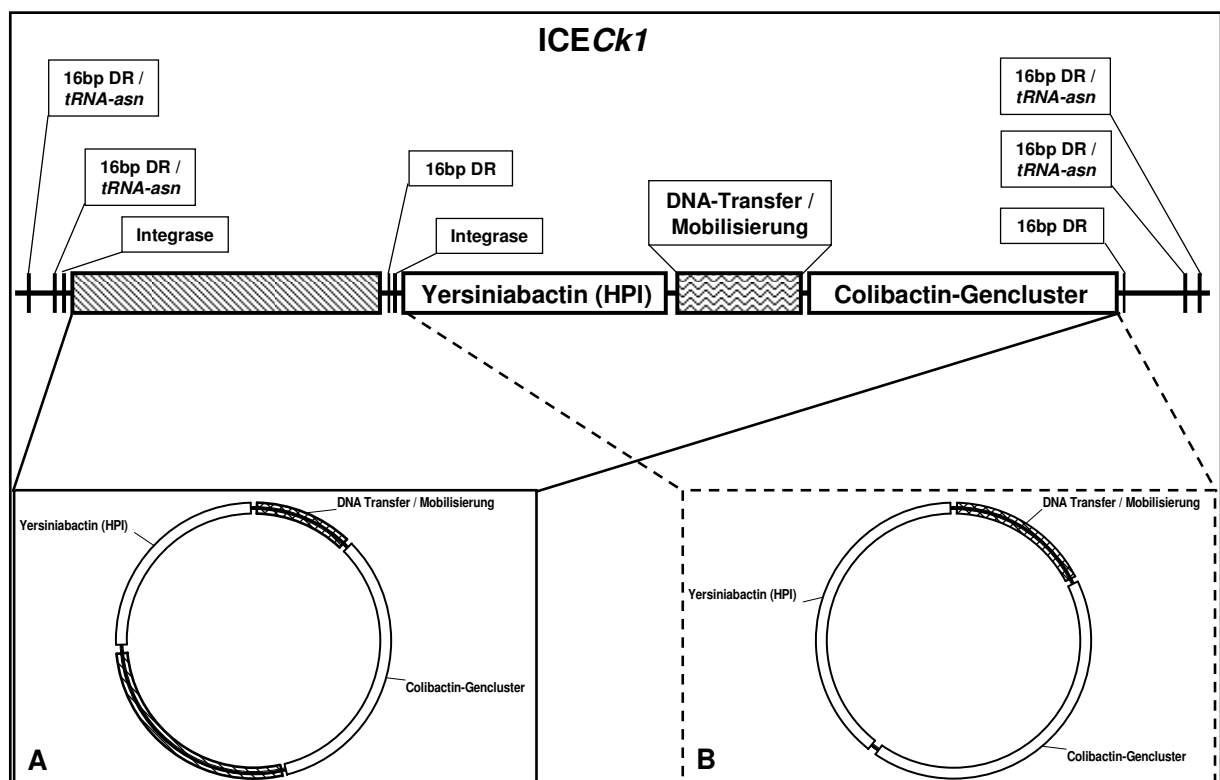 ICECk1
16bp DR /
tRNA-asn
16bp DR /
tRNA-asn
Integrase
16bp DR
Integrase
DNA-Transfer /
Mobilisierung
16bp DR /
tRNA-asn
16bp DR /
tRNA-asn
16bp DR
Yersiniabactin (HPI)
Colibactin-Gencluster
DNA Transfer / Mobilisierung
Yersiniabactin (HPI)
Colibactin-Gencluster
A
DNA Transfer / Mobilisierung
Yersiniabactin (HPI)
Colibactin-Gencluster
B